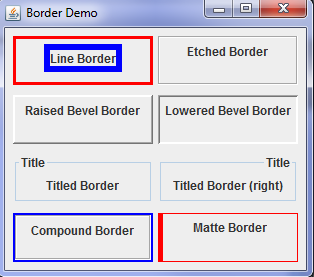 Border Demo
Line Border
Etched Border
Raised Bevel Border
Lowered Bevel Border
Title
Title
Titled Border
Titled Border (right)
Compound Border
Matte Border